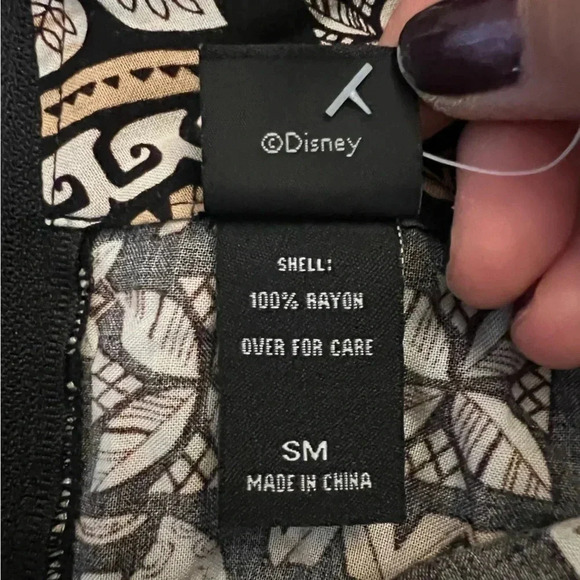 ©Disney
SHELL:
100% RAYON
OVER FOR CARE
SM
MADE IN CHINA